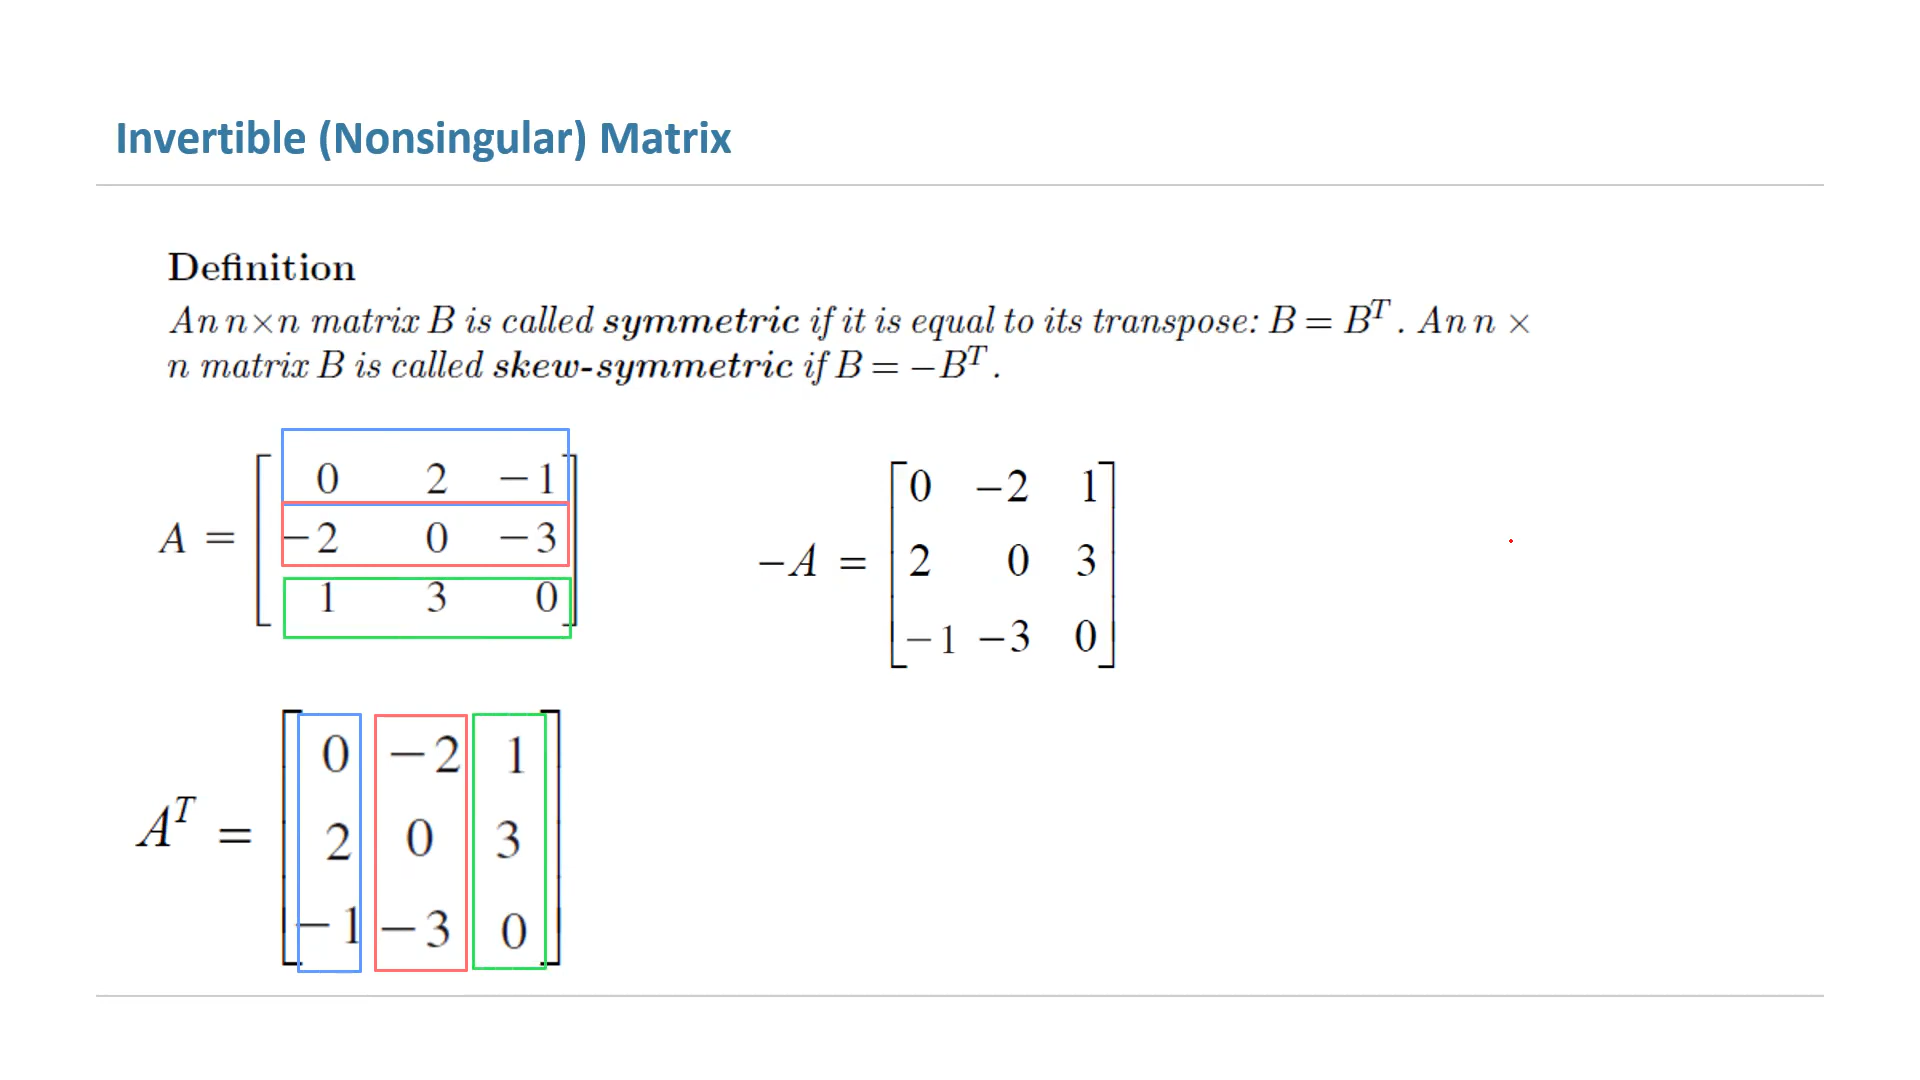 Invertible (Nonsingular) Matrix
Definition
An n×n matrix B is called symmetric if it is equal to its transpose: B = B^T . An n ×
n matrix B is called skew-symmetric if B = −B^T .
A = [ 0 2 −1
−2 0 −3
1 3 0 ]
−A = [ 0 −2 1
2 0 3
−1 −3 0 ]
A^T = [ 0 −2 1
2 0 3
−1 −3 0 ]